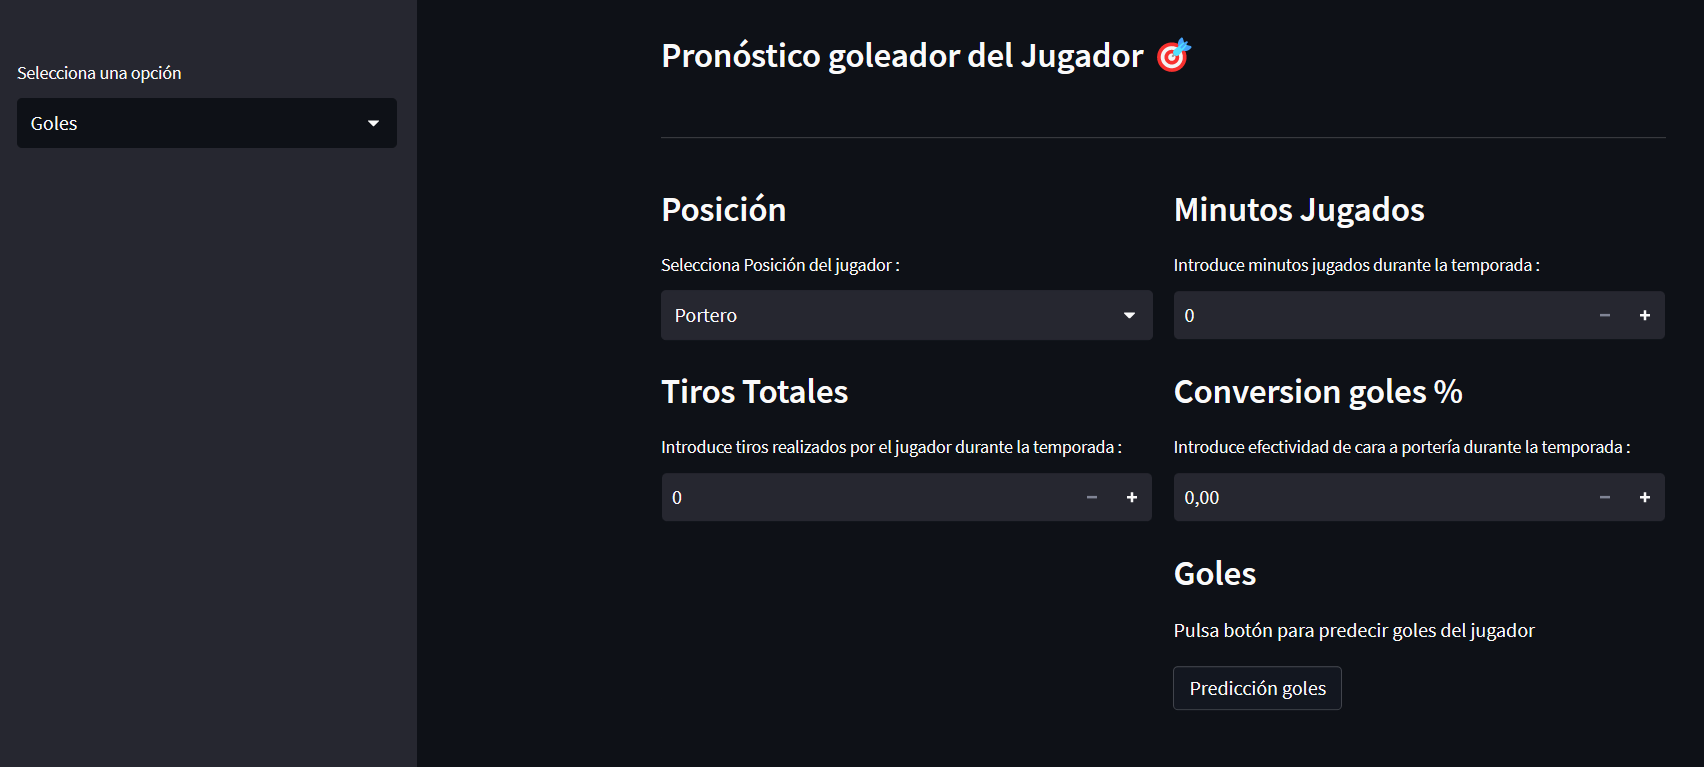 Selecciona una opción
Goles
Pronóstico goleador del Jugador
Posición
Selecciona Posición del jugador :
Portero
Minutos Jugados
Introduce minutos jugados durante la temporada :
0
Tiros Totales
Introduce tiros realizados por el jugador durante la temporada :
0
Conversion goles %
Introduce efectividad de cara a portería durante la temporada :
0,00
Goles
Pulsa botón para predecir goles del jugador
Predicción goles